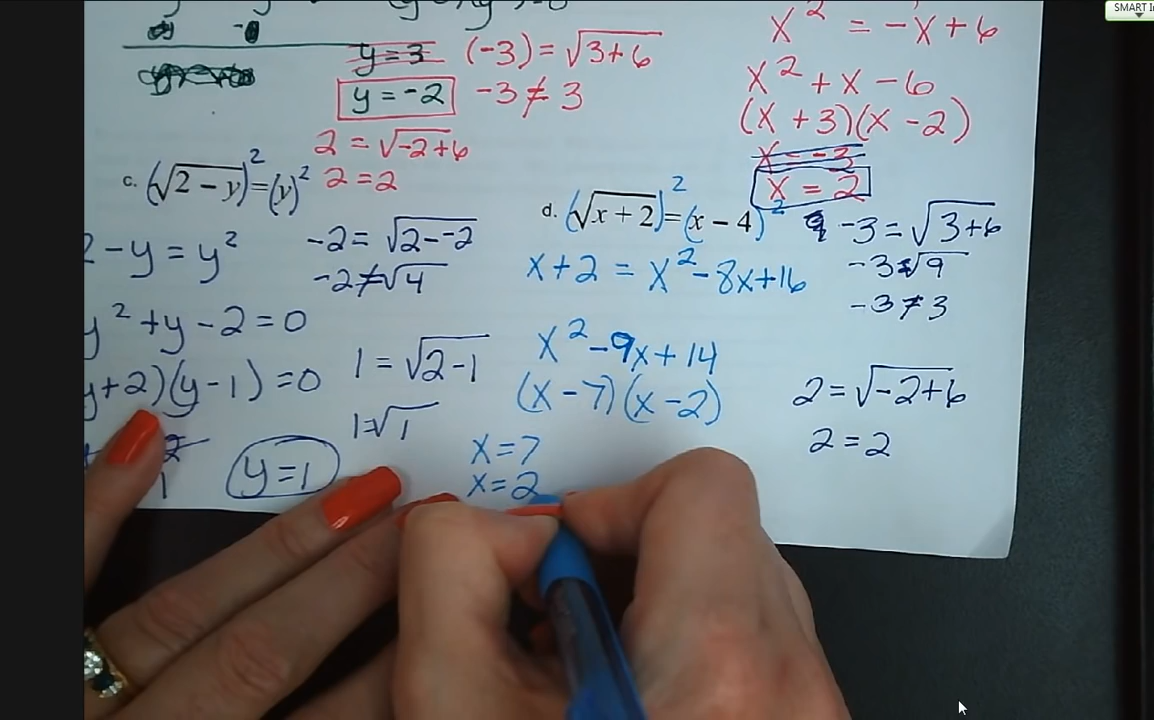 SMART
x² = -x+6
y=3 (-3) = √3+6
y=-2 -3 ≠ 3
x² + x - 6
(x + 3)(x - 2)
x = -3
x = 2
2 = √-2+6
2 = 2
c. (√2 - y)² = (y)²
2 - y = y²
y² + y - 2 = 0
(y+2)(y-1) = 0
1
y=1
-2 = √2--2
-2 ≠ √4
1 = √2-1
1=√1
d. (√x + 2)² = (x - 4)²
x+2 = x² - 8x+16
x² - 9x + 14
(x - 7)(x - 2)
x=7
x=2
-3 = √3+6
-3 √9
-3 ≠ 3
2 = √-2+6
2 = 2